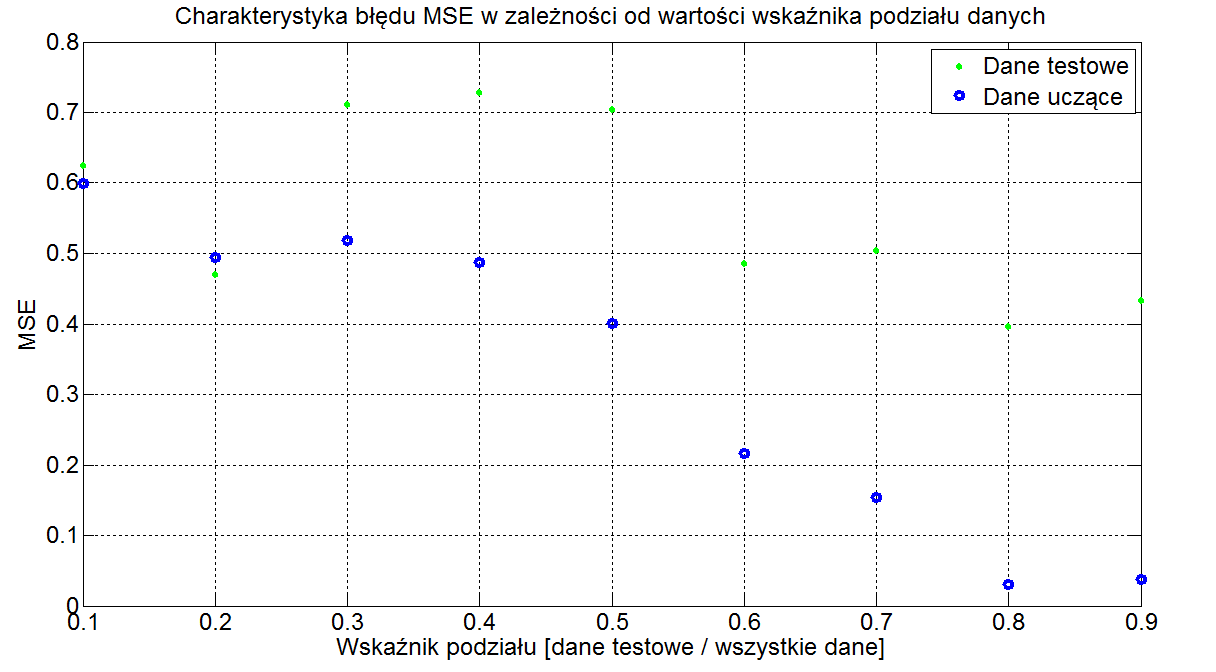 Charakterystyka błędu MSE w zależności od wartości wskaźnika podziału danych
0.8
0.7
0.6
0.5
0.4
0.3
0.2
0.1
0
MSE
Dane testowe
Dane uczące
0.1 0.2 0.3 0.4 0.5 0.6 0.7 0.8 0.9
Wskaźnik podziału [dane testowe / wszystkie dane]